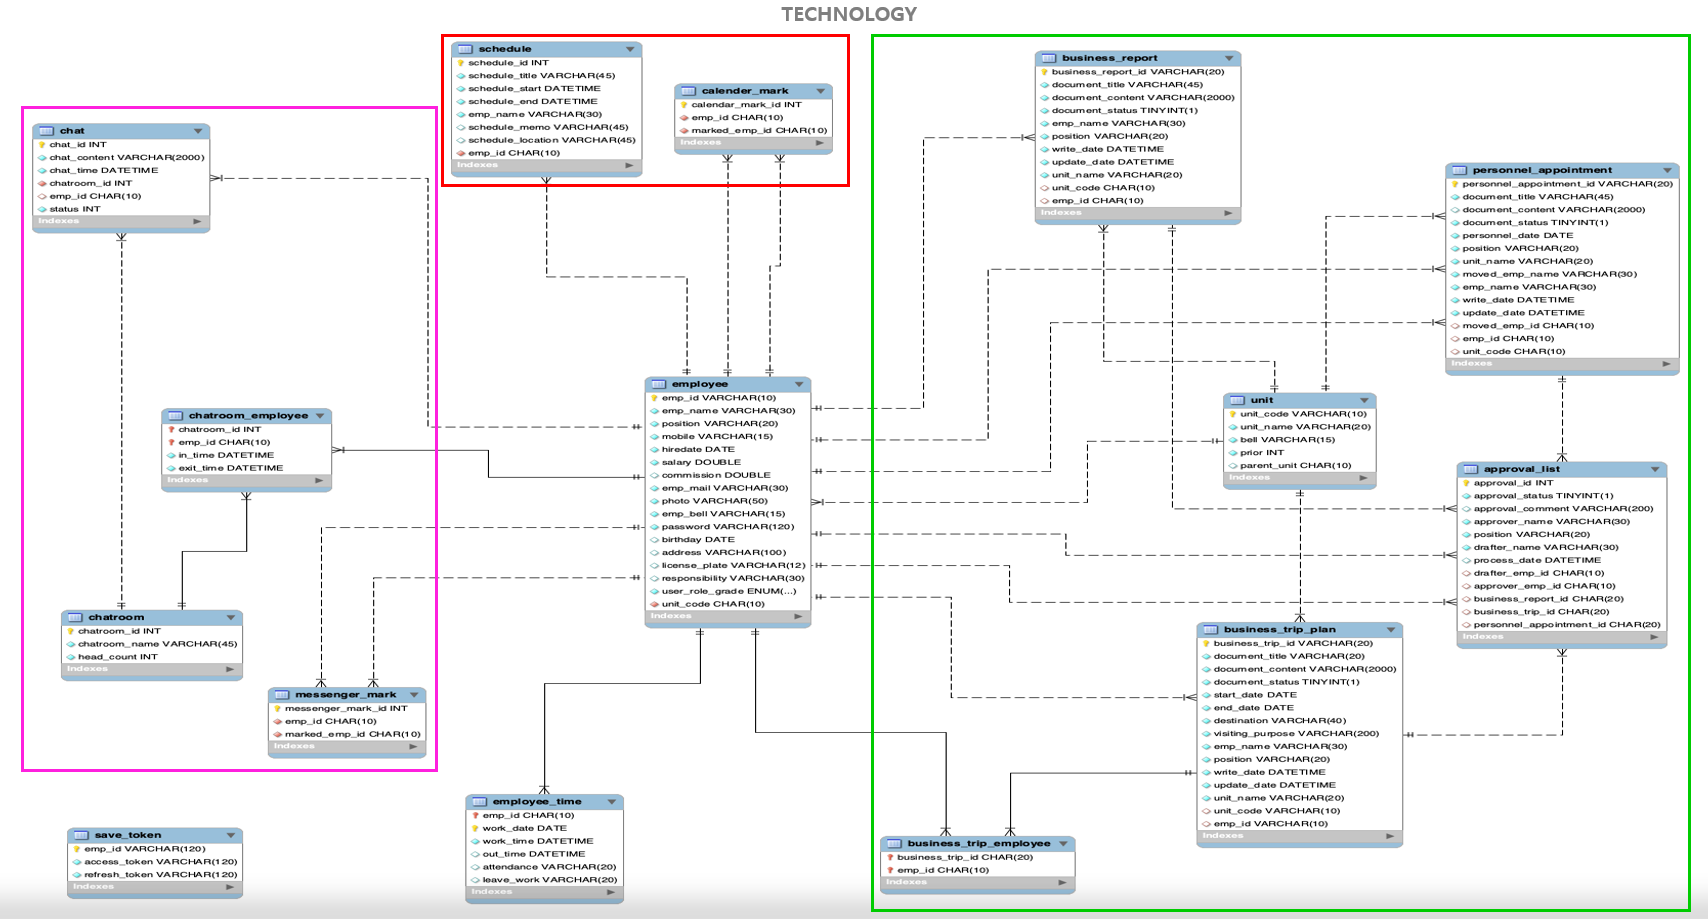 TECHNOLOGY
schedule
schedule_id INT
schedule_title VARCHAR(45)
schedule_start DATETIME
schedule_end DATETIME
emp_name VARCHAR(30)
schedule_memo VARCHAR(45)
schedule_location VARCHAR(45)
emp_id CHAR(10)
Indexes
calender_mark
calendar_mark_id INT
emp_id CHAR(10)
marked_emp_id CHAR(10)
Indexes
chat
chat_id INT
chat_content VARCHAR(2000)
chat_time DATETIME
chatroom_id INT
emp_id CHAR(10)
status INT
Indexes
chatroom_employee
chatroom_id INT
emp_id CHAR(10)
in_time DATETIME
exit_time DATETIME
Indexes
chatroom
chatroom_id INT
chatroom_name VARCHAR(45)
head_count INT
Indexes
messenger_mark
messenger_mark_id INT
emp_id CHAR(10)
marked_emp_id CHAR(10)
Indexes
save_token
emp_id VARCHAR(120)
access_token VARCHAR(120)
refresh_token VARCHAR(120)
Indexes
employee
emp_id VARCHAR(10)
emp_name VARCHAR(30)
position VARCHAR(20)
mobile VARCHAR(15)
hiredate DATE
salary DOUBLE
commission DOUBLE
emp_mail VARCHAR(30)
photo VARCHAR(50)
emp_bell VARCHAR(15)
password VARCHAR(120)
birthday DATE
address VARCHAR(100)
license_plate VARCHAR(12)
responsibility VARCHAR(30)
user_role_grade ENUM(...)
unit_code CHAR(10)
Indexes
employee_time
emp_id CHAR(10)
work_date DATE
work_time DATETIME
out_time DATETIME
attendance VARCHAR(20)
leave_work VARCHAR(20)
Indexes
business_report
business_report_id VARCHAR(20)
document_title VARCHAR(45)
document_content VARCHAR(2000)
document_status TINYINT(1)
emp_name VARCHAR(30)
position VARCHAR(20)
write_date DATETIME
update_date DATETIME
unit_name VARCHAR(20)
unit_code CHAR(10)
emp_id CHAR(10)
Indexes
personnel_appointment
personnel_appointment_id VARCHAR(20)
document_title VARCHAR(45)
document_content VARCHAR(2000)
document_status TINYINT(1)
personnel_date DATE
position VARCHAR(20)
unit_name VARCHAR(20)
moved_emp_name VARCHAR(30)
emp_name VARCHAR(30)
write_date DATETIME
update_date DATETIME
moved_emp_id CHAR(10)
emp_id CHAR(10)
unit_code CHAR(10)
Indexes
unit
unit_code VARCHAR(10)
unit_name VARCHAR(20)
bell VARCHAR(15)
prior INT
parent_unit CHAR(10)
Indexes
approval_list
approval_id INT
approval_status TINYINT(1)
approval_comment VARCHAR(200)
approver_name VARCHAR(30)
position VARCHAR(20)
drafter_name VARCHAR(30)
process_date DATETIME
drafter_emp_id CHAR(10)
approver_emp_id CHAR(10)
business_report_id CHAR(20)
business_trip_id CHAR(20)
personnel_appointment_id CHAR(20)
Indexes
business_trip_plan
business_trip_id VARCHAR(20)
document_title VARCHAR(20)
document_content VARCHAR(2000)
document_status TINYINT(1)
start_date DATE
end_date DATE
destination VARCHAR(40)
visiting_purpose VARCHAR(200)
emp_name VARCHAR(30)
position VARCHAR(20)
write_date DATETIME
update_date DATETIME
unit_name VARCHAR(20)
unit_code CHAR(10)
emp_id CHAR(10)
Indexes
business_trip_employee
business_trip_id CHAR(20)
emp_id CHAR(10)
Indexes